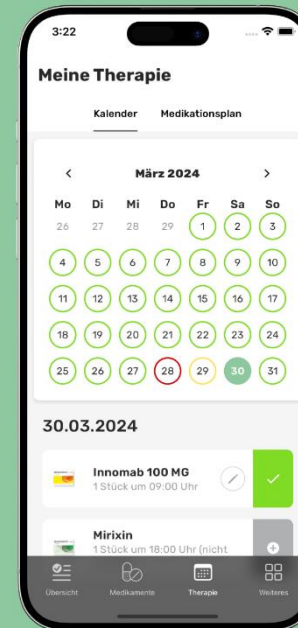 3:22
Meine Therapie
Kalender Medikationsplan
< März 2024 >
Mo Di Mi Do Fr Sa So
26 27 28 29 1 2 3
4 5 6 7 8 9 10
11 12 13 14 15 16 17
18 19 20 21 22 23 24
25 26 27 28 29 30 31
30.03.2024
Innomab 100 MG
1 Stück um 09:00 Uhr
Mirixin
1 Stück um 18:00 Uhr (nicht
Übersicht Medikamente Therapie Weiteres